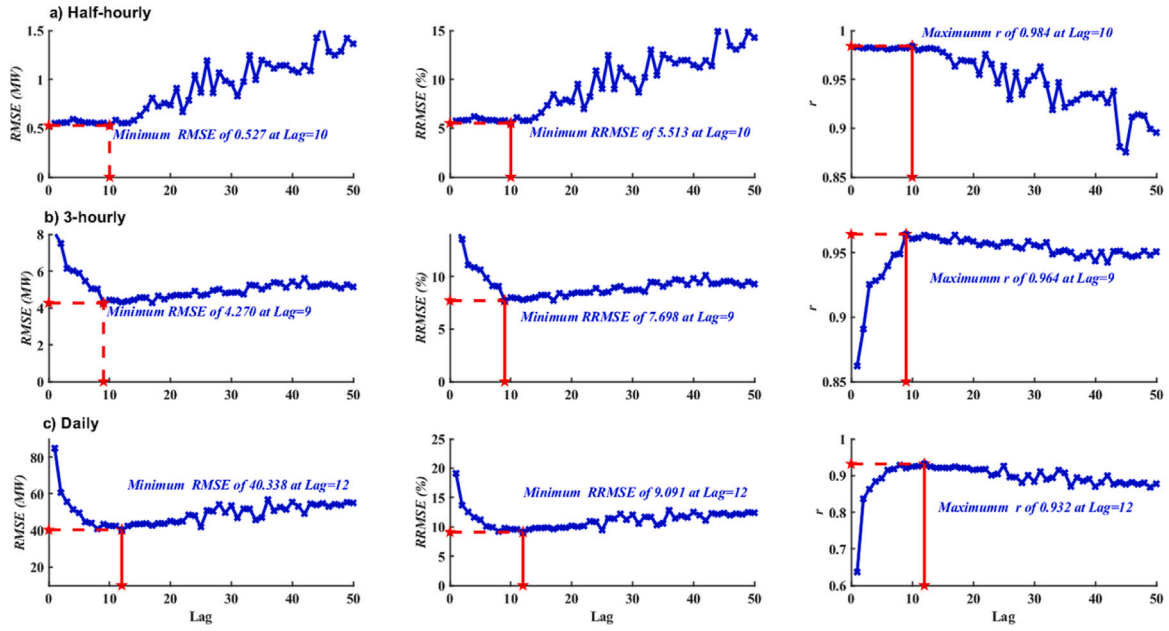 a) Half-hourly
1.5
1
0.5
0
RMSE (MW)
Minimum RMSE of 0.527 at Lag=10
0 10 20 30 40 50
15
10
5
0
RRMSE (%)
Minimum RRMSE of 5.513 at Lag=10
0 10 20 30 40 50
1
0.95
0.9
0.85
r
Maximumm r of 0.984 at Lag=10
0 10 20 30 40 50
b) 3-hourly
8
6
4
2
0
RMSE (MW)
Minimum RMSE of 4.270 at Lag=9
0 10 20 30 40 50
10
5
0
RRMSE (%)
Minimum RRMSE of 7.698 at Lag=9
0 10 20 30 40 50
0.95
0.9
0.85
r
Maximumm r of 0.964 at Lag=9
0 10 20 30 40 50
c) Daily
80
60
40
20
RMSE (MW)
Minimum RMSE of 40.338 at Lag=12
0 10 20 30 40 50
Lag
25
20
15
10
5
0
RRMSE (%)
Minimum RRMSE of 9.091 at Lag=12
0 10 20 30 40 50
Lag
1
0.9
0.8
0.7
0.6
r
Maximumm r of 0.932 at Lag=12
0 10 20 30 40 50
Lag